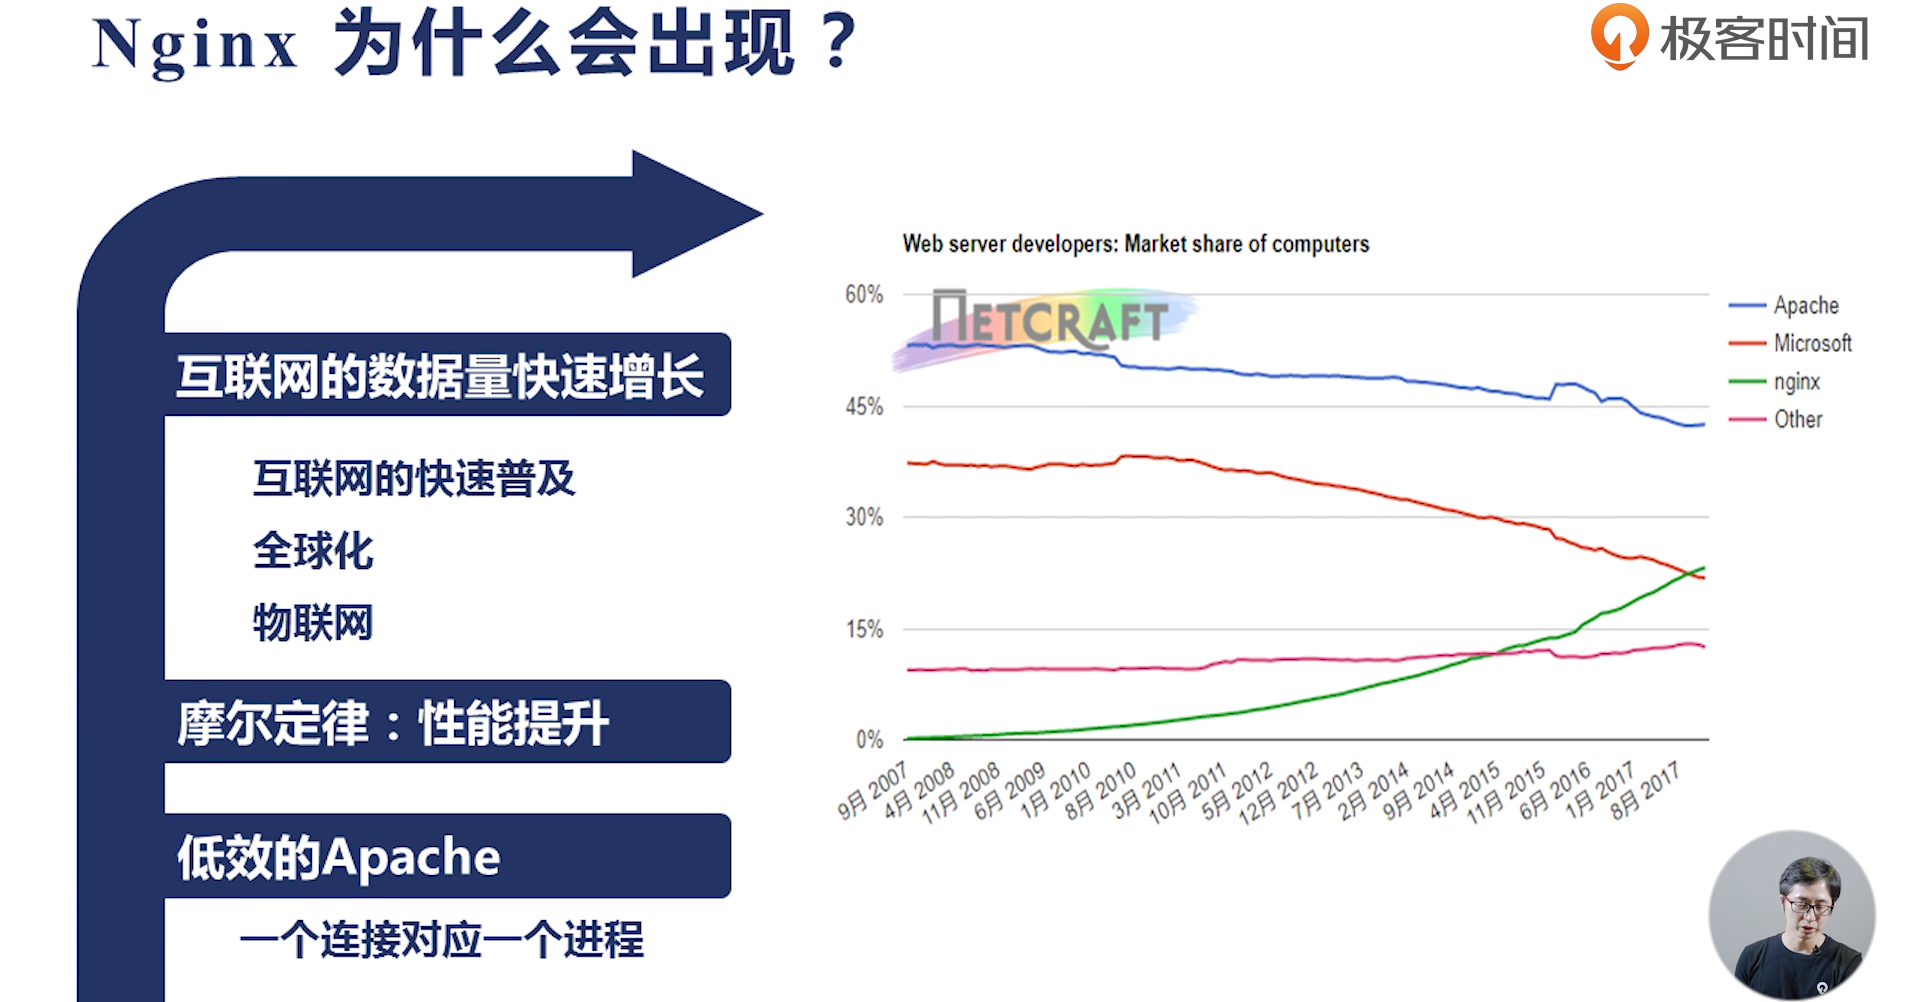 Nginx 为什么会出现？
极客时间
互联网的数据量快速增长
互联网的快速普及
全球化
物联网
摩尔定律：性能提升
低效的Apache
一个连接对应一个进程
Web server developers: Market share of computers
NETCRAFT
60%
45%
30%
15%
0%
9月 2007
4月 2008
11月 2008
6月 2009
1月 2010
8月 2010
3月 2011
10月 2011
5月 2012
12月 2012
7月 2013
2月 2014
9月 2014
4月 2015
11月 2015
6月 2016
1月 2017
8月 2017
Apache
Microsoft
nginx
Other